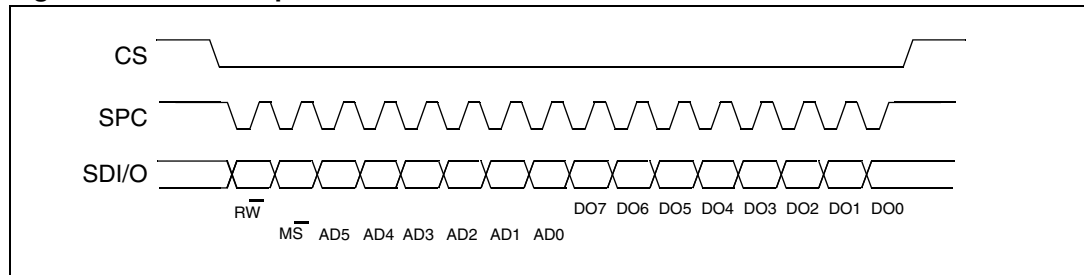 CS
SPC
SDI/O
RW̅
DO7 DO6 DO5 DO4 DO3 DO2 DO1 DO0
MS̅ AD5 AD4 AD3 AD2 AD1 AD0